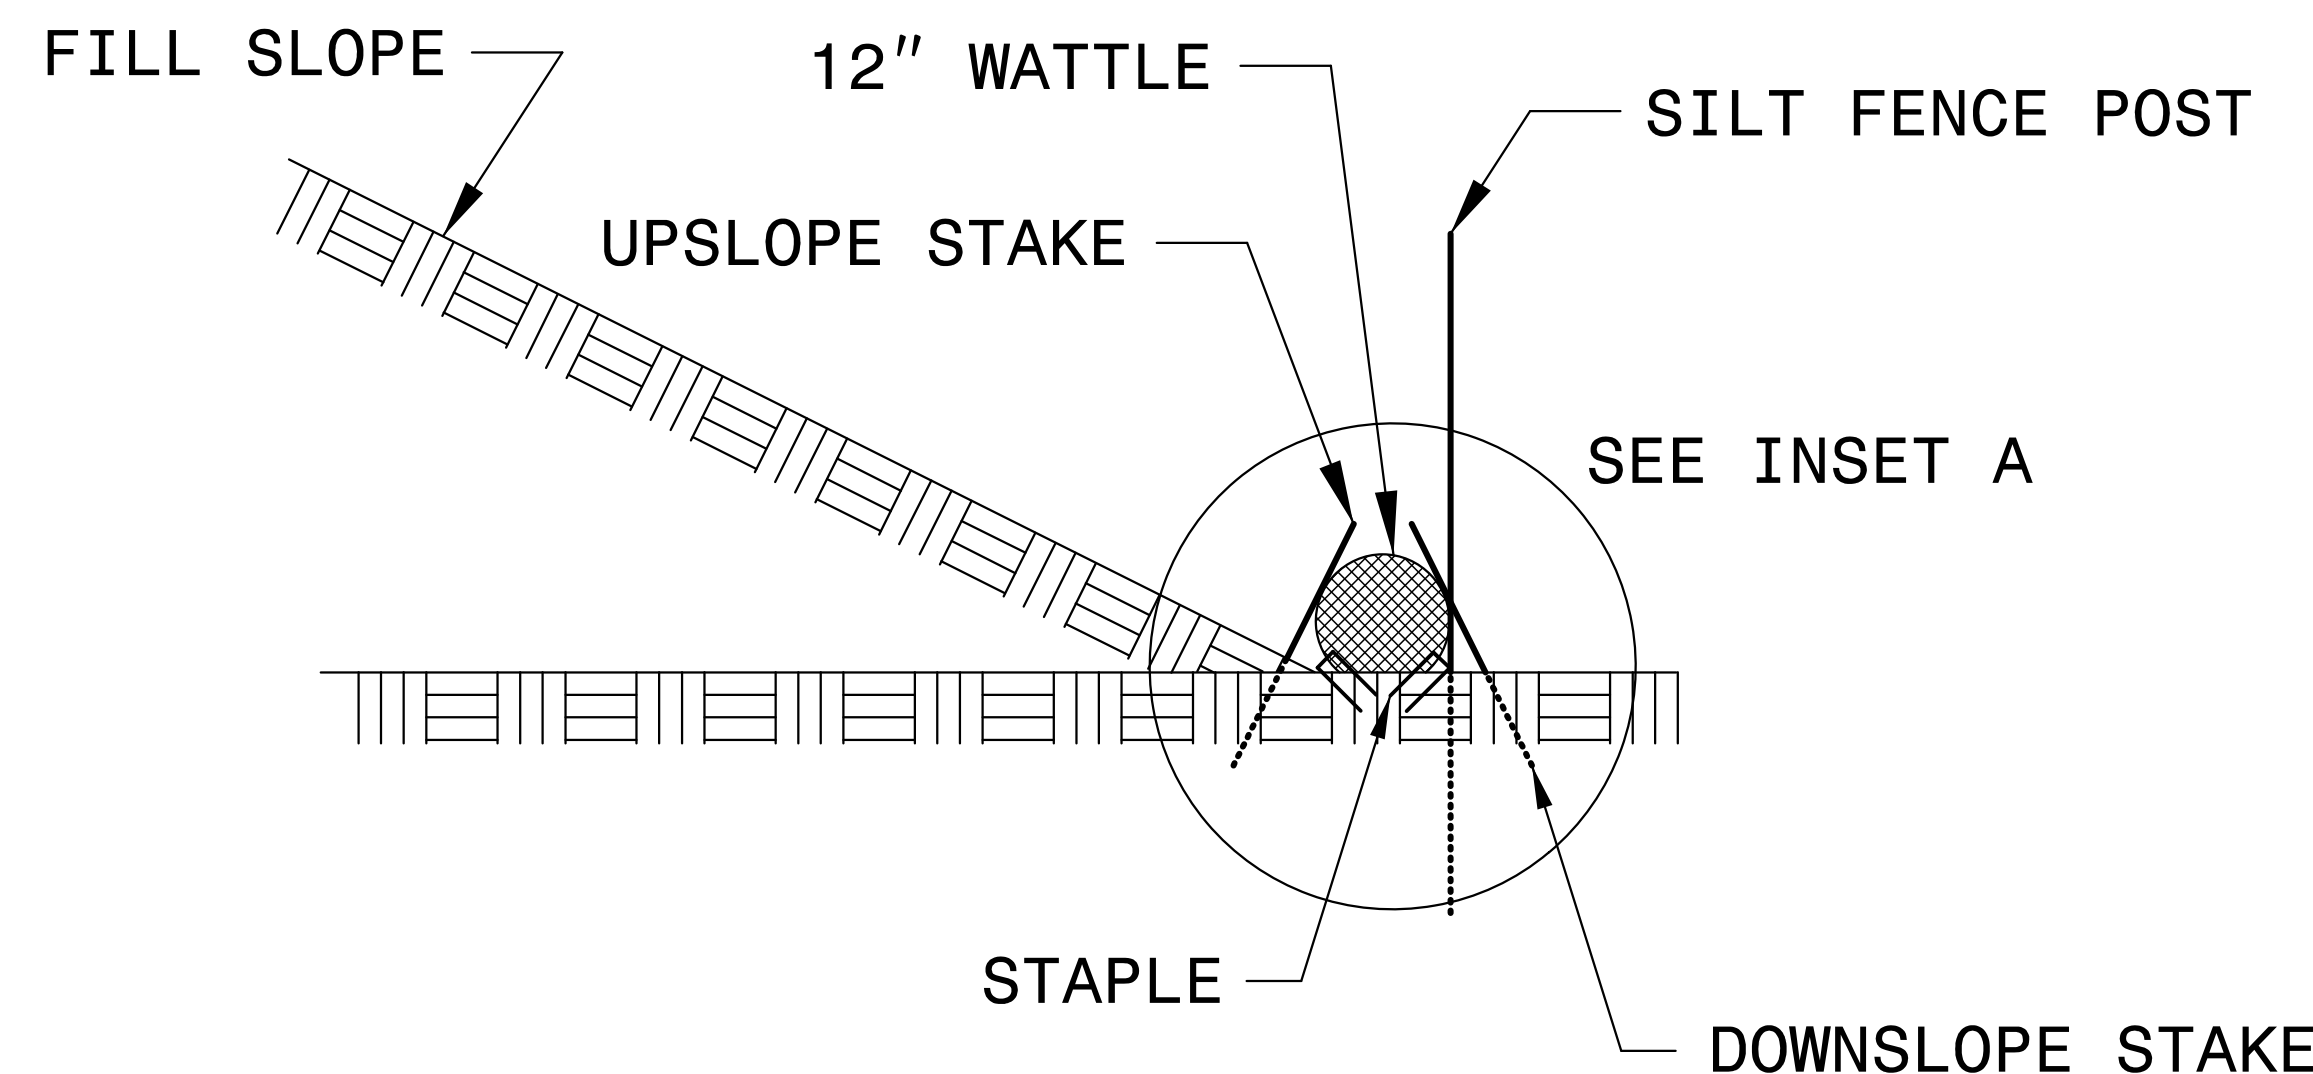 FILL SLOPE
12" WATTLE
SILT FENCE POST
UPSLOPE STAKE
SEE INSET A
STAPLE
DOWNSLOPE STAKE